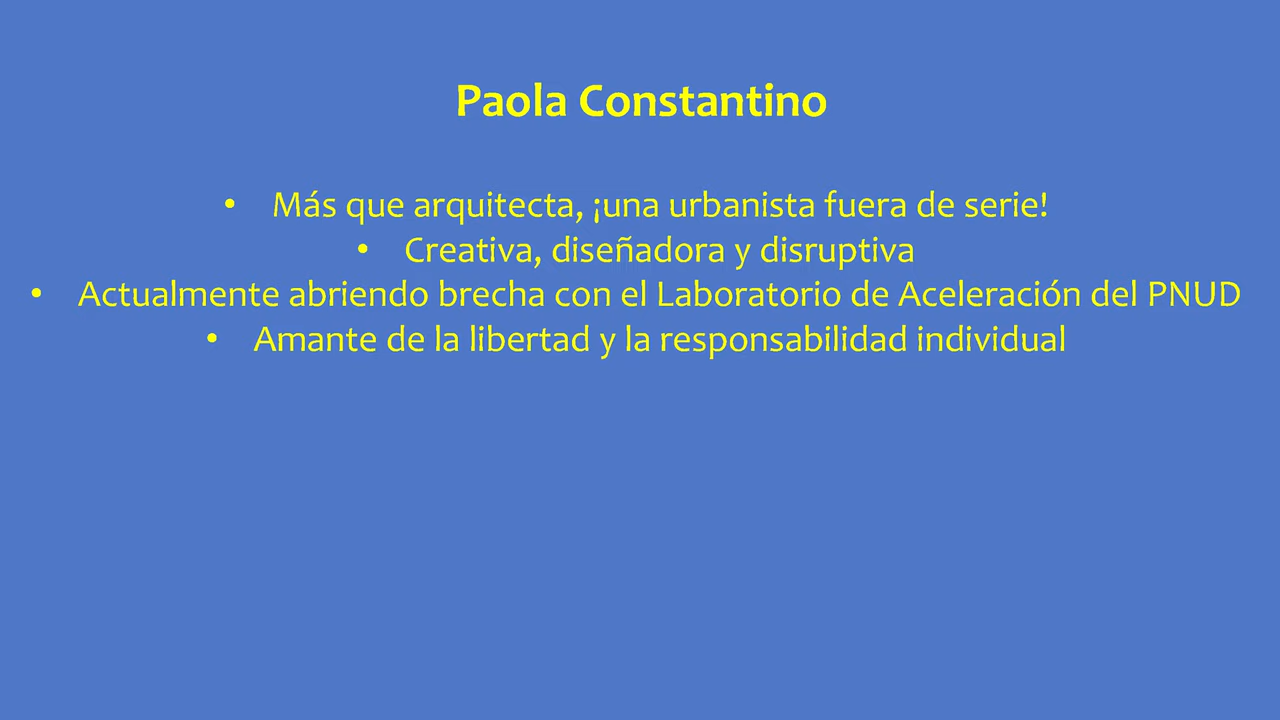 Paola Constantino
• Más que arquitecta, ¡una urbanista fuera de serie!
• Creativa, diseñadora y disruptiva
• Actualmente abriendo brecha con el Laboratorio de Aceleración del PNUD
• Amante de la libertad y la responsabilidad individual